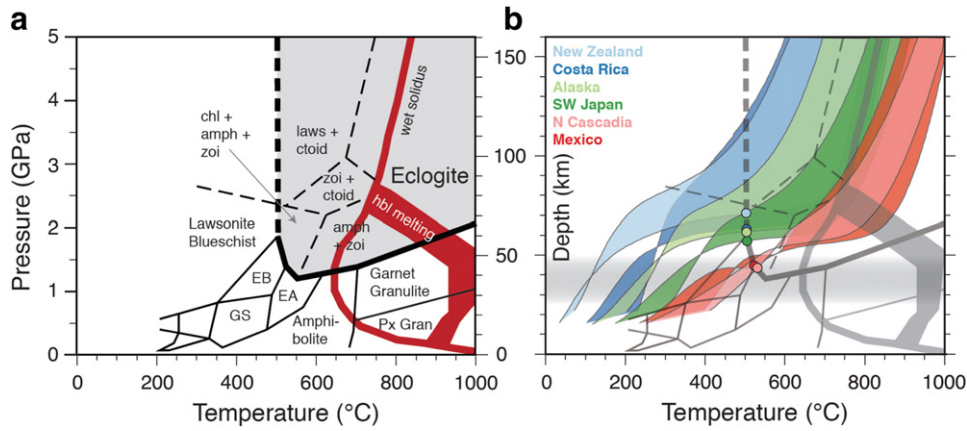 a
Pressure (GPa)
5
4
3
2
1
0
chl +
amph +
zoi
laws +
ctoid
zoi +
ctoid
amph
+ zoi
wet solidus
Eclogite
hbl melting
Lawsonite
Blueschist
EB
EA
GS
Amphi-
bolite
Garnet
Granulite
Px Gran
0 200 400 600 800 1000
Temperature (°C)
b
Depth (km)
150
100
50
0
New Zealand
Costa Rica
Alaska
SW Japan
N Cascadia
Mexico
0 200 400 600 800 1000
Temperature (°C)